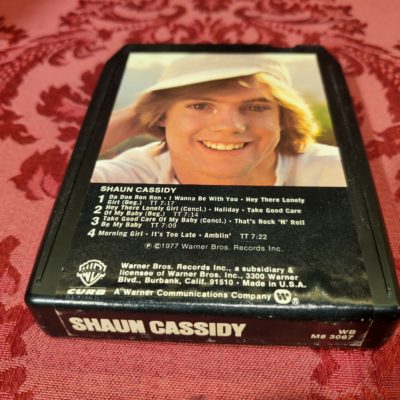 SHAUN CASSIDY
1 Da Doo Ron Ron · I Wanna Be With You · Hey There Lonely
Girl (Beg.) TT 7:17
2 Hey There Lonely Girl (Concl.) · Holiday · Take Good Care
Of My Baby (Beg.) TT 7:14
3 Take Good Care Of My Baby (Concl.) · That's Rock 'N' Roll
Be My Baby TT 7:09
4 Morning Girl · It's Too Late · Amblin' TT 7:22
℗©1977 Warner Bros. Records Inc.
Warner Bros. Records Inc., a subsidiary &
licensee of Warner Bros. Inc., 3300 Warner
Blvd., Burbank, Calif. 91510 · Made in U.S.A.
CURB
A Warner Communications Company
SHAUN CASSIDY
WB
M8 3067